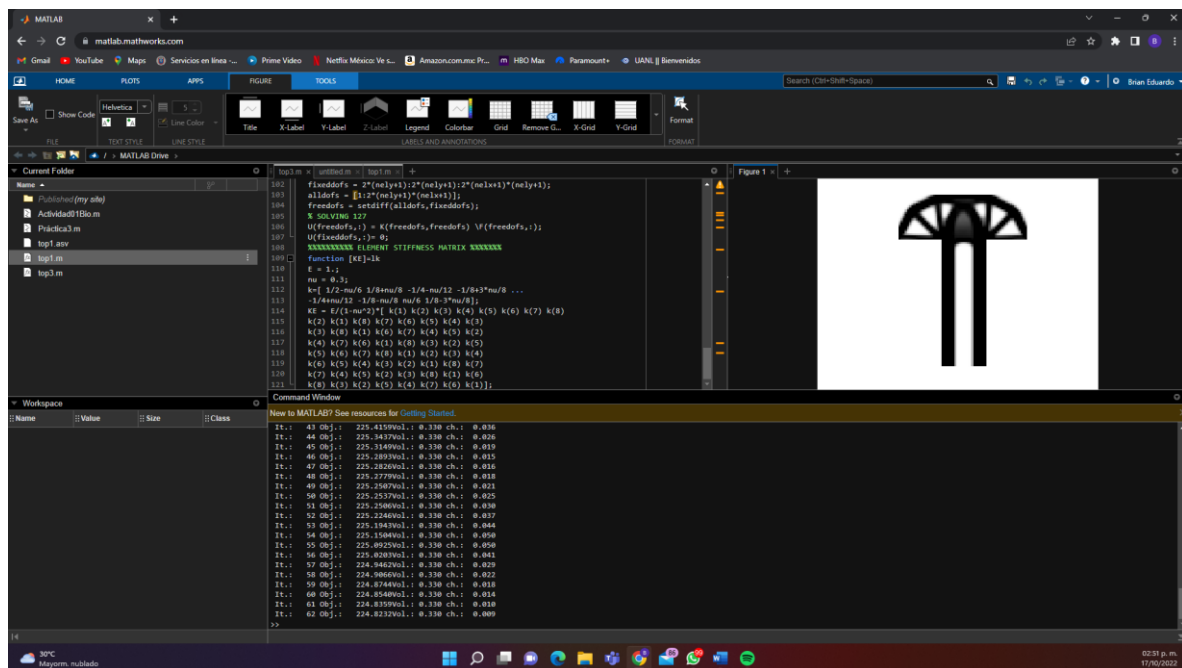 MATLAB
matlab.mathworks.com
Gmail YouTube Maps Servicios en línea -... Prime Video Netflix México: Ve s... Amazon.com.mx: Pr... HBO Max Paramount+ UANL || Bienvenidos
HOME PLOTS APPS FIGURE TOOLS Search (Ctrl+Shift+Space) Brian Eduardo
Save As Show Code Helvetica 5 Line Color Title X-Label Y-Label Z-Label Legend Colorbar Grid Remove G... X-Grid Y-Grid Format
FILE TEXT STYLE LINE STYLE LABELS AND ANNOTATIONS FORMAT
/ > MATLAB Drive >
Current Folder
Name
Published (my site)
Actividad01Bio.m
Práctica3.m
top1.asv
top1.m
top3.m
top3.m × untitled.m × top1.m × +
102 fixeddofs = 2*(nely+1):2*(nely+1):2*(nelx+1)*(nely+1);
103 alldofs = [1:2*(nely+1)*(nelx+1)];
104 freedofs = setdiff(alldofs,fixeddofs);
105 % SOLVING 127
106 U(freedofs,:) = K(freedofs,freedofs) \F(freedofs,:);
107 U(fixeddofs,:)= 0;
108 %%%%%%%%%% ELEMENT STIFFNESS MATRIX %%%%%%%
109 function [KE]=lk
110 E = 1.;
111 nu = 0.3;
112 k=[ 1/2-nu/6 1/8+nu/8 -1/4-nu/12 -1/8+3*nu/8 ...
113 -1/4+nu/12 -1/8-nu/8 nu/6 1/8-3*nu/8];
114 KE = E/(1-nu^2)*[ k(1) k(2) k(3) k(4) k(5) k(6) k(7) k(8)
115 k(2) k(1) k(8) k(7) k(6) k(5) k(4) k(3)
116 k(3) k(8) k(1) k(6) k(7) k(4) k(5) k(2)
117 k(4) k(7) k(6) k(1) k(8) k(3) k(2) k(5)
118 k(5) k(6) k(7) k(8) k(1) k(2) k(3) k(4)
119 k(6) k(5) k(4) k(3) k(2) k(1) k(8) k(7)
120 k(7) k(4) k(5) k(2) k(3) k(8) k(1) k(6)
121 k(8) k(3) k(2) k(5) k(4) k(7) k(6) k(1)];
Figure 1 × +
Workspace
Name Value Size Class
Command Window
New to MATLAB? See resources for Getting Started.
It.: 43 Obj.: 225.4159Vol.: 0.330 ch.: 0.036
It.: 44 Obj.: 225.3437Vol.: 0.330 ch.: 0.026
It.: 45 Obj.: 225.3149Vol.: 0.330 ch.: 0.019
It.: 46 Obj.: 225.2893Vol.: 0.330 ch.: 0.015
It.: 47 Obj.: 225.2826Vol.: 0.330 ch.: 0.016
It.: 48 Obj.: 225.2779Vol.: 0.330 ch.: 0.018
It.: 49 Obj.: 225.2507Vol.: 0.330 ch.: 0.021
It.: 50 Obj.: 225.2537Vol.: 0.330 ch.: 0.025
It.: 51 Obj.: 225.2506Vol.: 0.330 ch.: 0.030
It.: 52 Obj.: 225.2246Vol.: 0.330 ch.: 0.037
It.: 53 Obj.: 225.1943Vol.: 0.330 ch.: 0.044
It.: 54 Obj.: 225.1504Vol.: 0.330 ch.: 0.050
It.: 55 Obj.: 225.0925Vol.: 0.330 ch.: 0.050
It.: 56 Obj.: 225.0203Vol.: 0.330 ch.: 0.041
It.: 57 Obj.: 224.9462Vol.: 0.330 ch.: 0.029
It.: 58 Obj.: 224.9066Vol.: 0.330 ch.: 0.022
It.: 59 Obj.: 224.8744Vol.: 0.330 ch.: 0.018
It.: 60 Obj.: 224.8540Vol.: 0.330 ch.: 0.014
It.: 61 Obj.: 224.8359Vol.: 0.330 ch.: 0.010
It.: 62 Obj.: 224.8232Vol.: 0.330 ch.: 0.009
>>
30°C
Mayorm. nublado
02:51 p. m.
17/10/2022